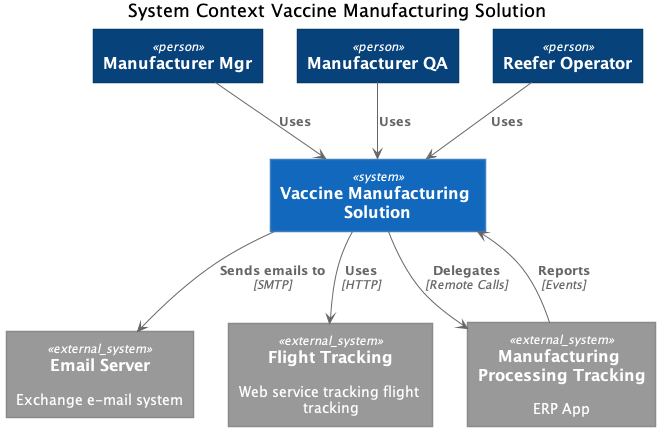 System Context Vaccine Manufacturing Solution
«person»
Manufacturer Mgr
«person»
Manufacturer QA
«person»
Reefer Operator
Uses
Uses
Uses
«system»
Vaccine Manufacturing
Solution
Sends emails to
[SMTP]
Uses
[HTTP]
Delegates
[Remote Calls]
Reports
[Events]
«external_system»
Email Server
Exchange e-mail system
«external_system»
Flight Tracking
Web service tracking flight
tracking
«external_system»
Manufacturing
Processing Tracking
ERP App